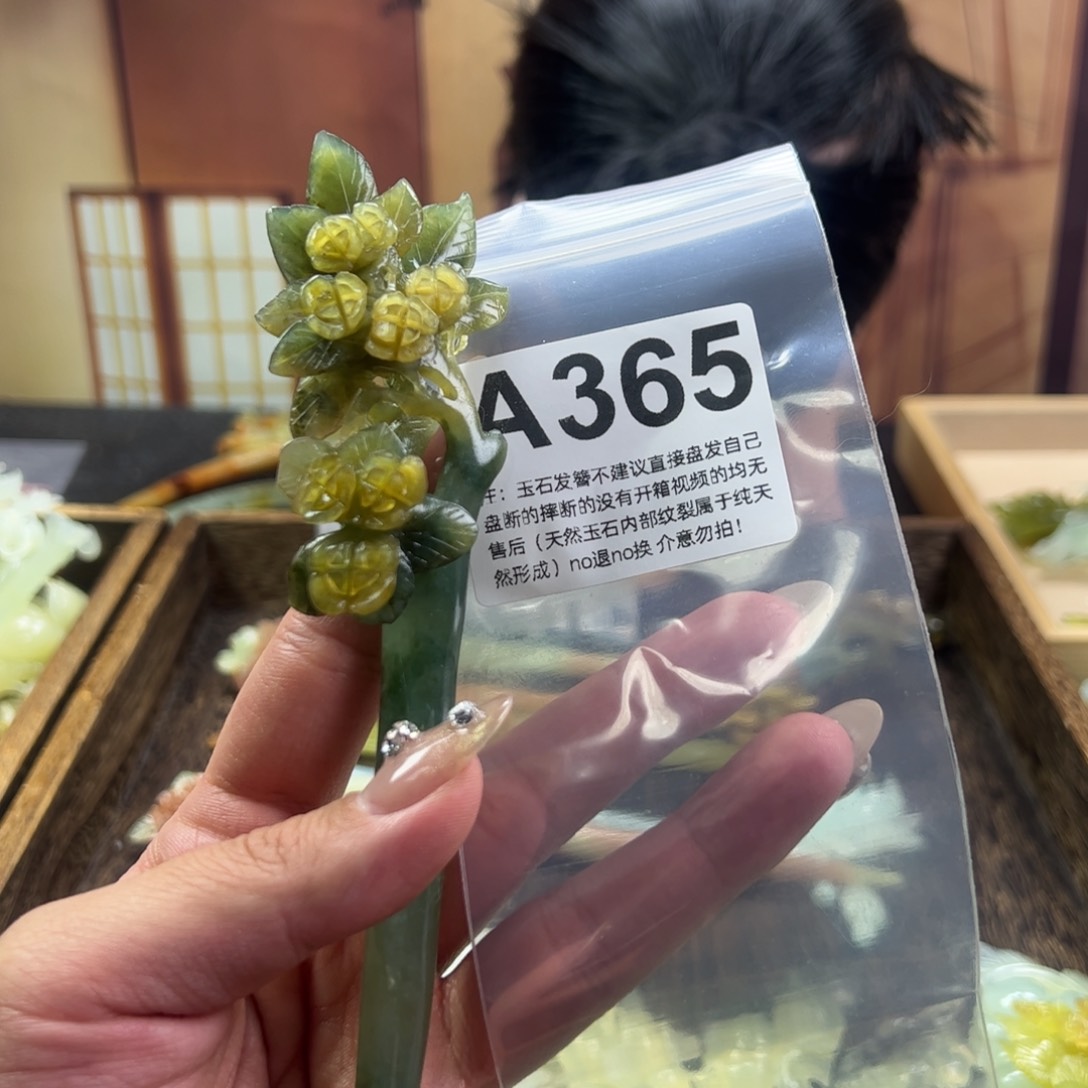 A365
：玉石发簪不建议直接盘发自己
盘断的摔断的没有开箱视频的均无
售后（天然玉石内部纹裂属于纯天
然形成）no退no换 介意勿拍！